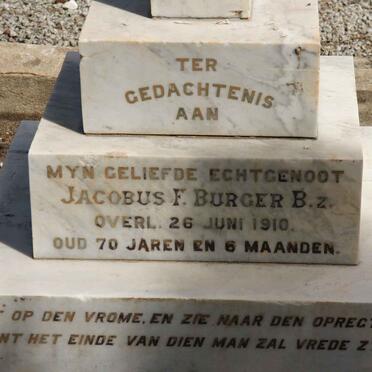 TER
GEDACHTENIS
AAN
MYN GELIEFDE ECHTGENOOT
JACOBUS F. BURGER B.z.
OVERL. 26 JUNI 1910.
OUD 70 JAREN EN 6 MAANDEN.
OP DEN VROME, EN ZIE NAAR DEN OPREC
HET EINDE VAN DIEN MAN ZAL VREDE